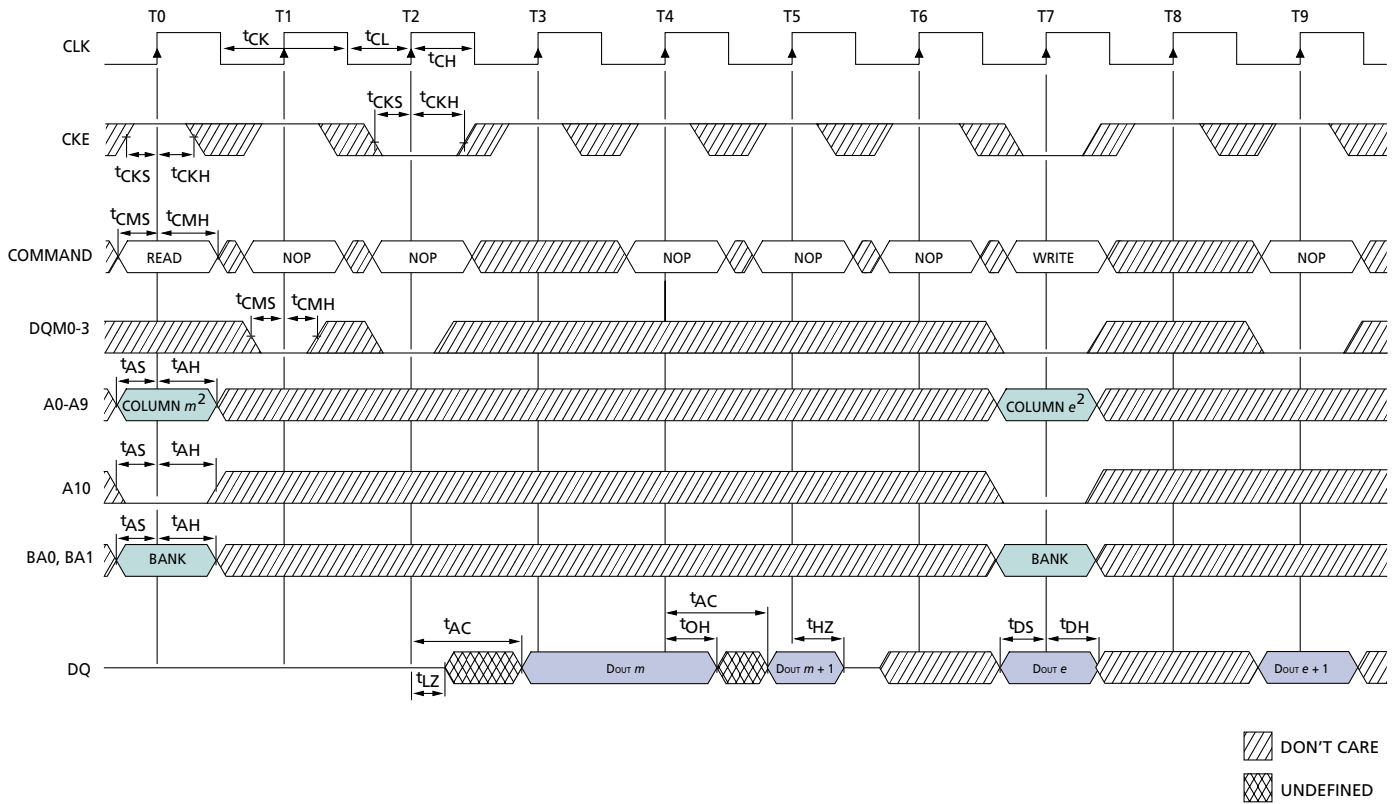 T0 T1 T2 T3 T4 T5 T6 T7 T8 T9
CLK
tCK tCL
tCH
tCKS tCKH
CKE
tCKS tCKH
tCMS tCMH
COMMAND READ NOP NOP NOP NOP NOP WRITE NOP
tCMS tCMH
DQM0-3
tAS tAH
A0-A9 COLUMN m2 COLUMN e2
tAS tAH
A10
tAS tAH
BA0, BA1 BANK BANK
tAC
tAC tOH tHZ tDS tDH
DQ DOUT m DOUT m + 1 DOUT e DOUT e + 1
tLZ
DON'T CARE
UNDEFINED